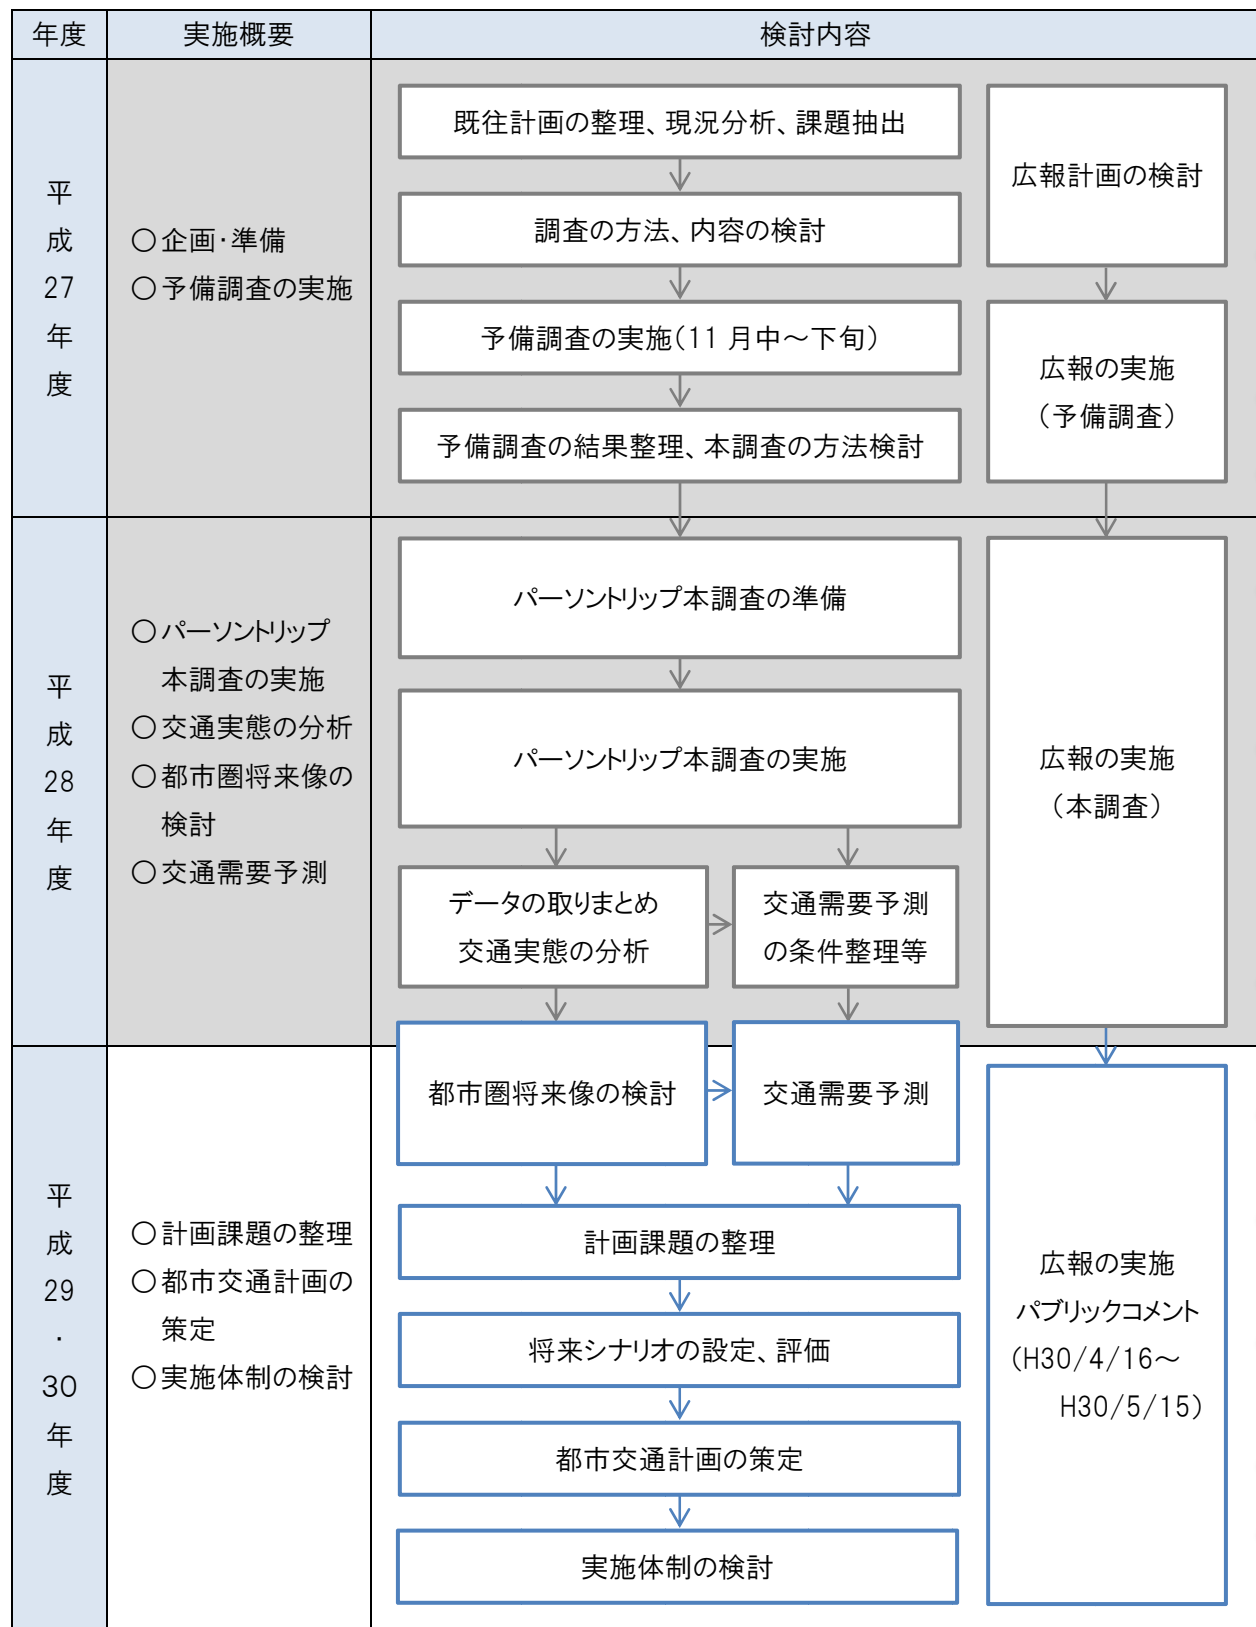 年度
実施概要
検討内容
平
成
27
年
度
○企画・準備
○予備調査の実施
既往計画の整理、現況分析、課題抽出
調査の方法、内容の検討
予備調査の実施(11月中～下旬)
予備調査の結果整理、本調査の方法検討
広報計画の検討
広報の実施
(予備調査)
平
成
28
年
度
○パーソントリップ
本調査の実施
○交通実態の分析
○都市圏将来像の
検討
○交通需要予測
パーソントリップ本調査の準備
パーソントリップ本調査の実施
データの取りまとめ
交通実態の分析
交通需要予測
の条件整理等
広報の実施
(本調査)
都市圏将来像の検討
交通需要予測
平
成
29
・
30
年
度
○計画課題の整理
○都市交通計画の
策定
○実施体制の検討
計画課題の整理
将来シナリオの設定、評価
都市交通計画の策定
実施体制の検討
広報の実施
パブリックコメント
(H30/4/16～
H30/5/15)